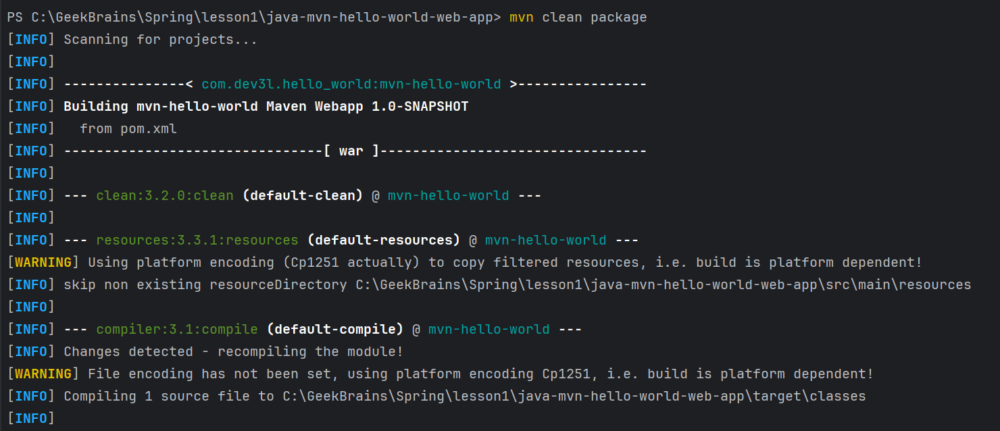 PS C:\GeekBrains\Spring\lesson1\java-mvn-hello-world-web-app> mvn clean package
[INFO] Scanning for projects...
[INFO]
[INFO] ---------------< com.dev3l.hello_world:mvn-hello-world >----------------
[INFO] Building mvn-hello-world Maven Webapp 1.0-SNAPSHOT
[INFO]   from pom.xml
[INFO] --------------------------------[ war ]---------------------------------
[INFO]
[INFO] --- clean:3.2.0:clean (default-clean) @ mvn-hello-world ---
[INFO]
[INFO] --- resources:3.3.1:resources (default-resources) @ mvn-hello-world ---
[WARNING] Using platform encoding (Cp1251 actually) to copy filtered resources, i.e. build is platform dependent!
[INFO] skip non existing resourceDirectory C:\GeekBrains\Spring\lesson1\java-mvn-hello-world-web-app\src\main\resources
[INFO]
[INFO] --- compiler:3.1:compile (default-compile) @ mvn-hello-world ---
[INFO] Changes detected - recompiling the module!
[WARNING] File encoding has not been set, using platform encoding Cp1251, i.e. build is platform dependent!
[INFO] Compiling 1 source file to C:\GeekBrains\Spring\lesson1\java-mvn-hello-world-web-app\target\classes
[INFO]